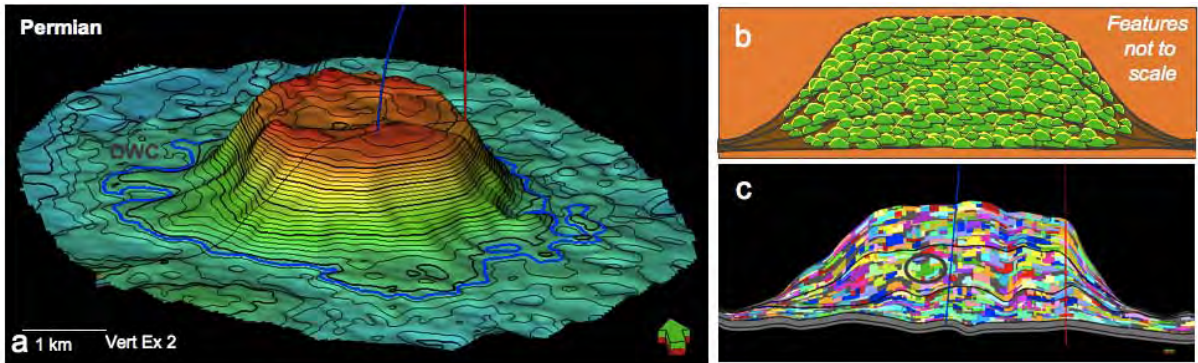 Permian
OWC
a
1 km
Vert Ex 2
b
Features
not to
scale
c